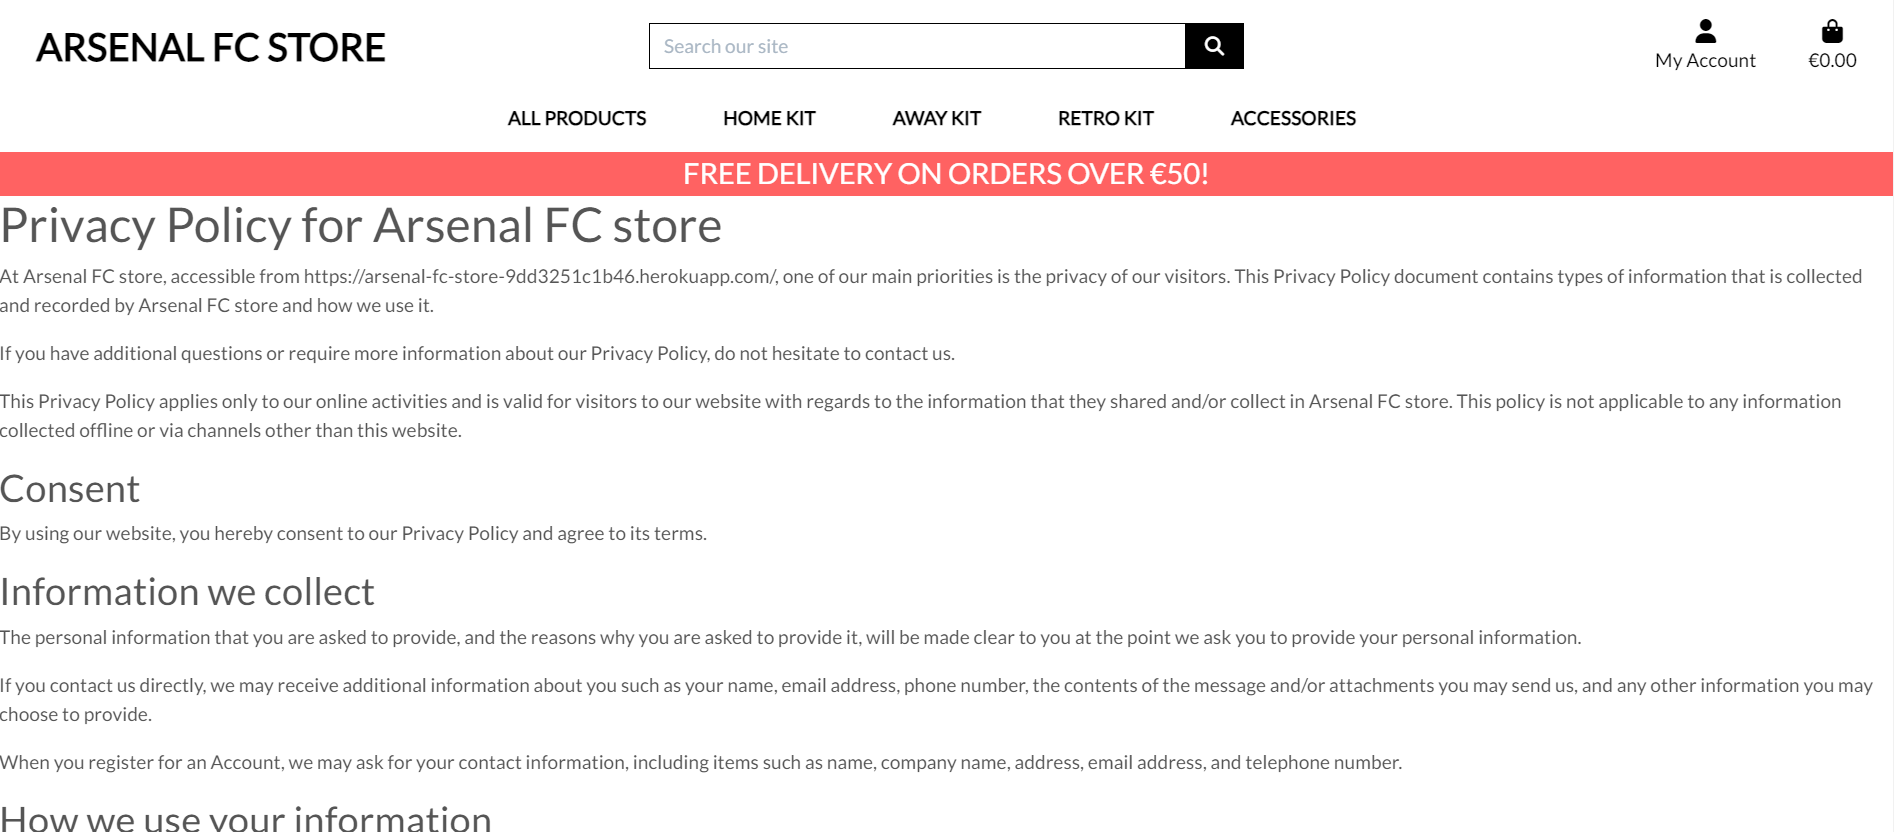 ARSENAL FC STORE
Search our site
My Account
€0.00
ALL PRODUCTS
HOME KIT
AWAY KIT
RETRO KIT
ACCESSORIES
FREE DELIVERY ON ORDERS OVER €50!
Privacy Policy for Arsenal FC store
At Arsenal FC store, accessible from https://arsenal-fc-store-9dd3251c1b46.herokuapp.com/, one of our main priorities is the privacy of our visitors. This Privacy Policy document contains types of information that is collected
and recorded by Arsenal FC store and how we use it.
If you have additional questions or require more information about our Privacy Policy, do not hesitate to contact us.
This Privacy Policy applies only to our online activities and is valid for visitors to our website with regards to the information that they shared and/or collect in Arsenal FC store. This policy is not applicable to any information
collected offline or via channels other than this website.
Consent
By using our website, you hereby consent to our Privacy Policy and agree to its terms.
Information we collect
The personal information that you are asked to provide, and the reasons why you are asked to provide it, will be made clear to you at the point we ask you to provide your personal information.
If you contact us directly, we may receive additional information about you such as your name, email address, phone number, the contents of the message and/or attachments you may send us, and any other information you may
choose to provide.
When you register for an Account, we may ask for your contact information, including items such as name, company name, address, email address, and telephone number.
How we use your information